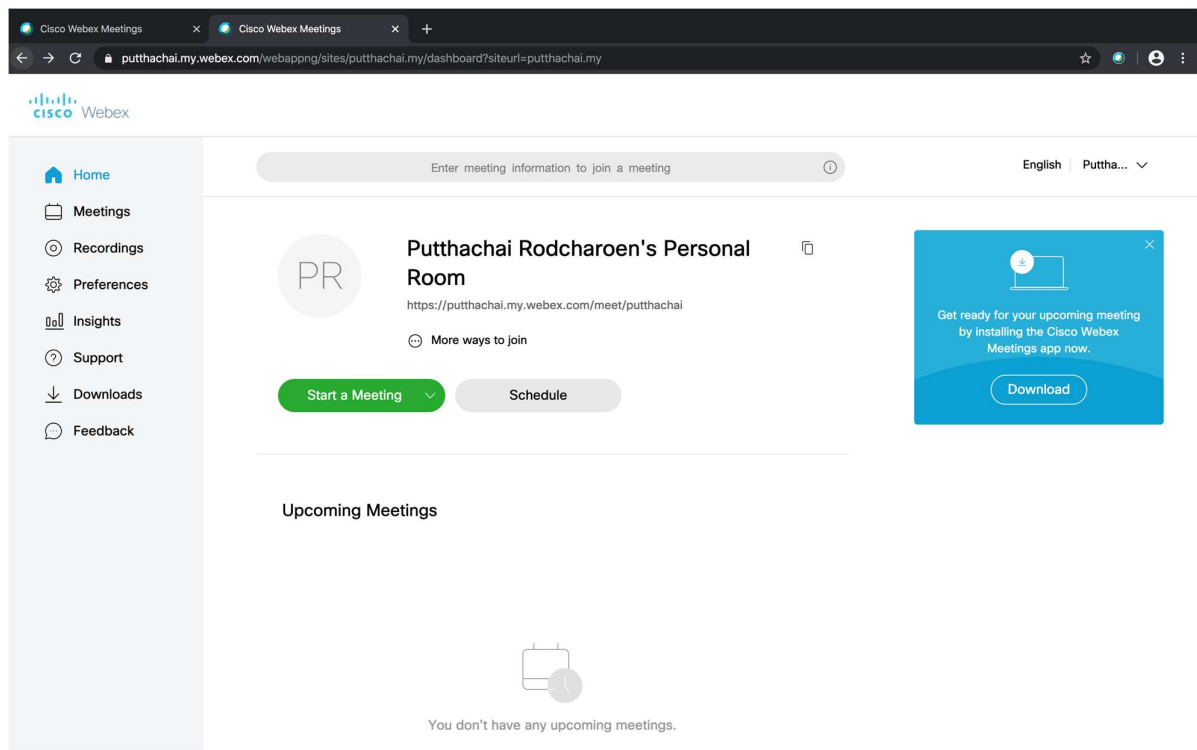 Cisco Webex Meetings
Cisco Webex Meetings
putthachai.my.webex.com/webappng/sites/putthachai.my/dashboard?siteurl=putthachai.my
CISCO Webex
Home
Meetings
Recordings
Preferences
Insights
Support
Downloads
Feedback
Enter meeting information to join a meeting
English
Puttha...
PR
Putthachai Rodcharoen's Personal
Room
https://putthachai.my.webex.com/meet/putthachai
More ways to join
Start a Meeting
Schedule
Get ready for your upcoming meeting
by installing the Cisco Webex
Meetings app now.
Download
Upcoming Meetings
You don't have any upcoming meetings.